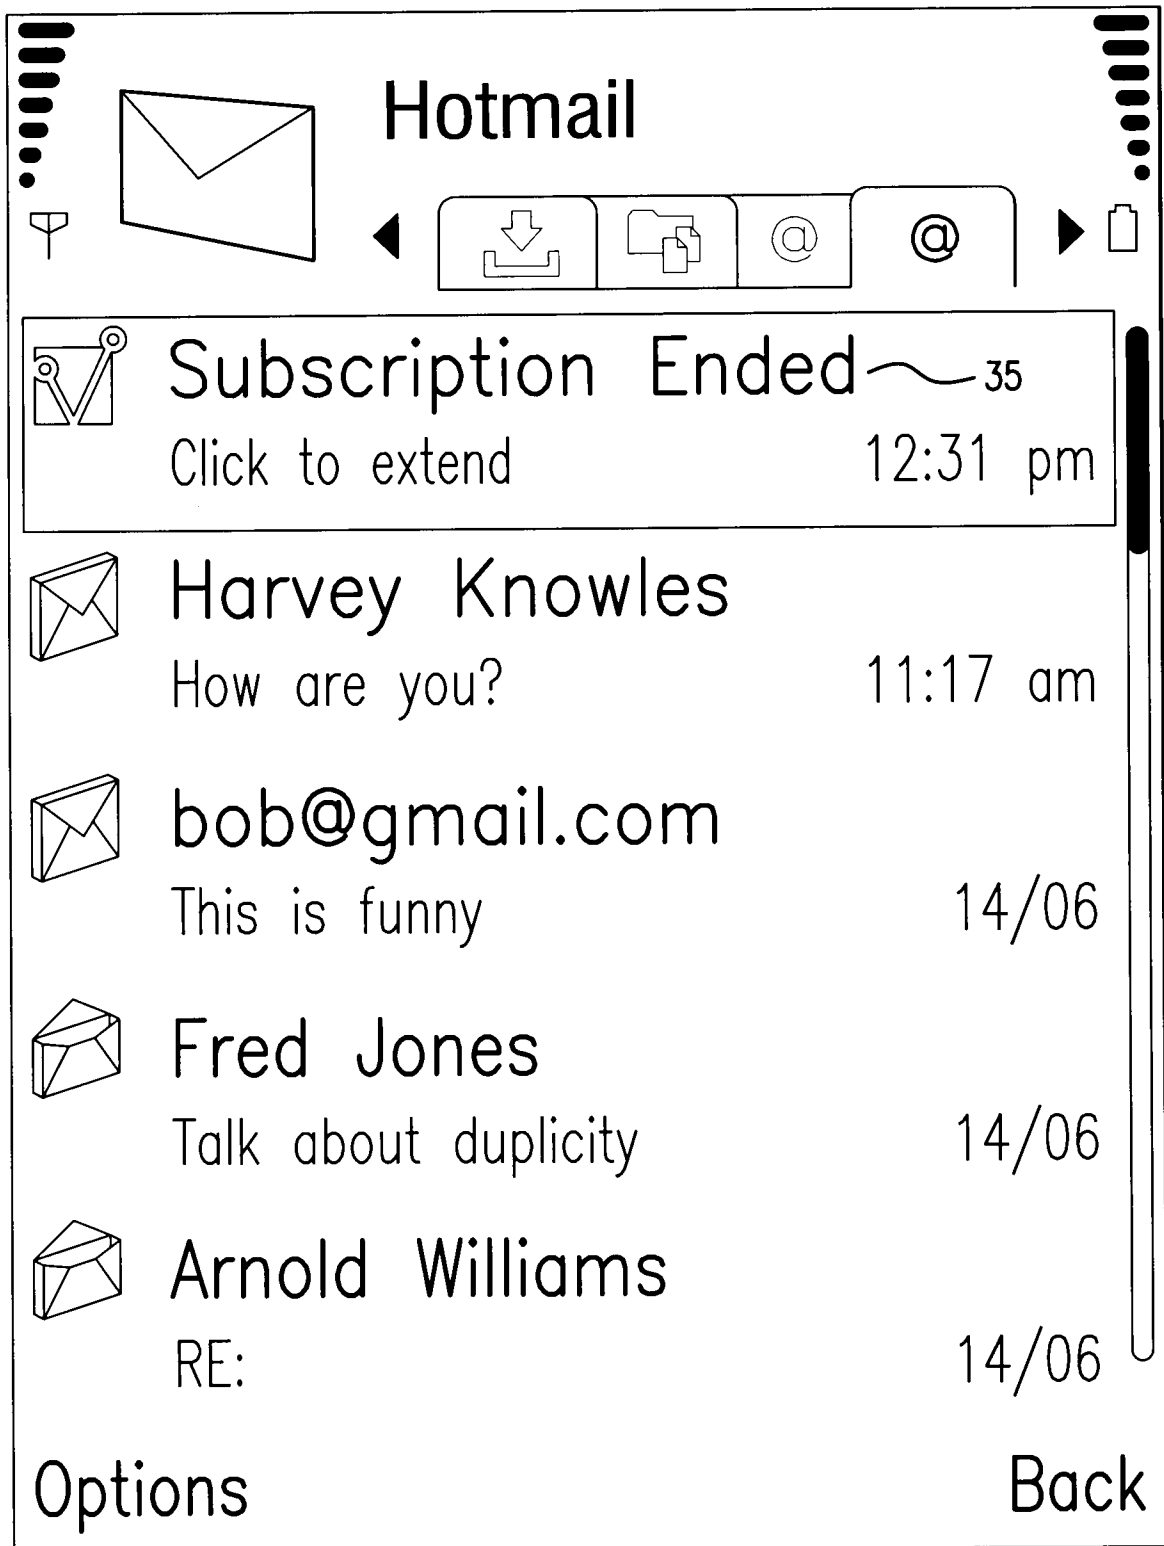 Hotmail
@ @
Subscription Ended 35
Click to extend 12:31 pm
Harvey Knowles
How are you? 11:17 am
bob@gmail.com
This is funny 14/06
Fred Jones
Talk about duplicity 14/06
Arnold Williams
RE: 14/06
Options Back